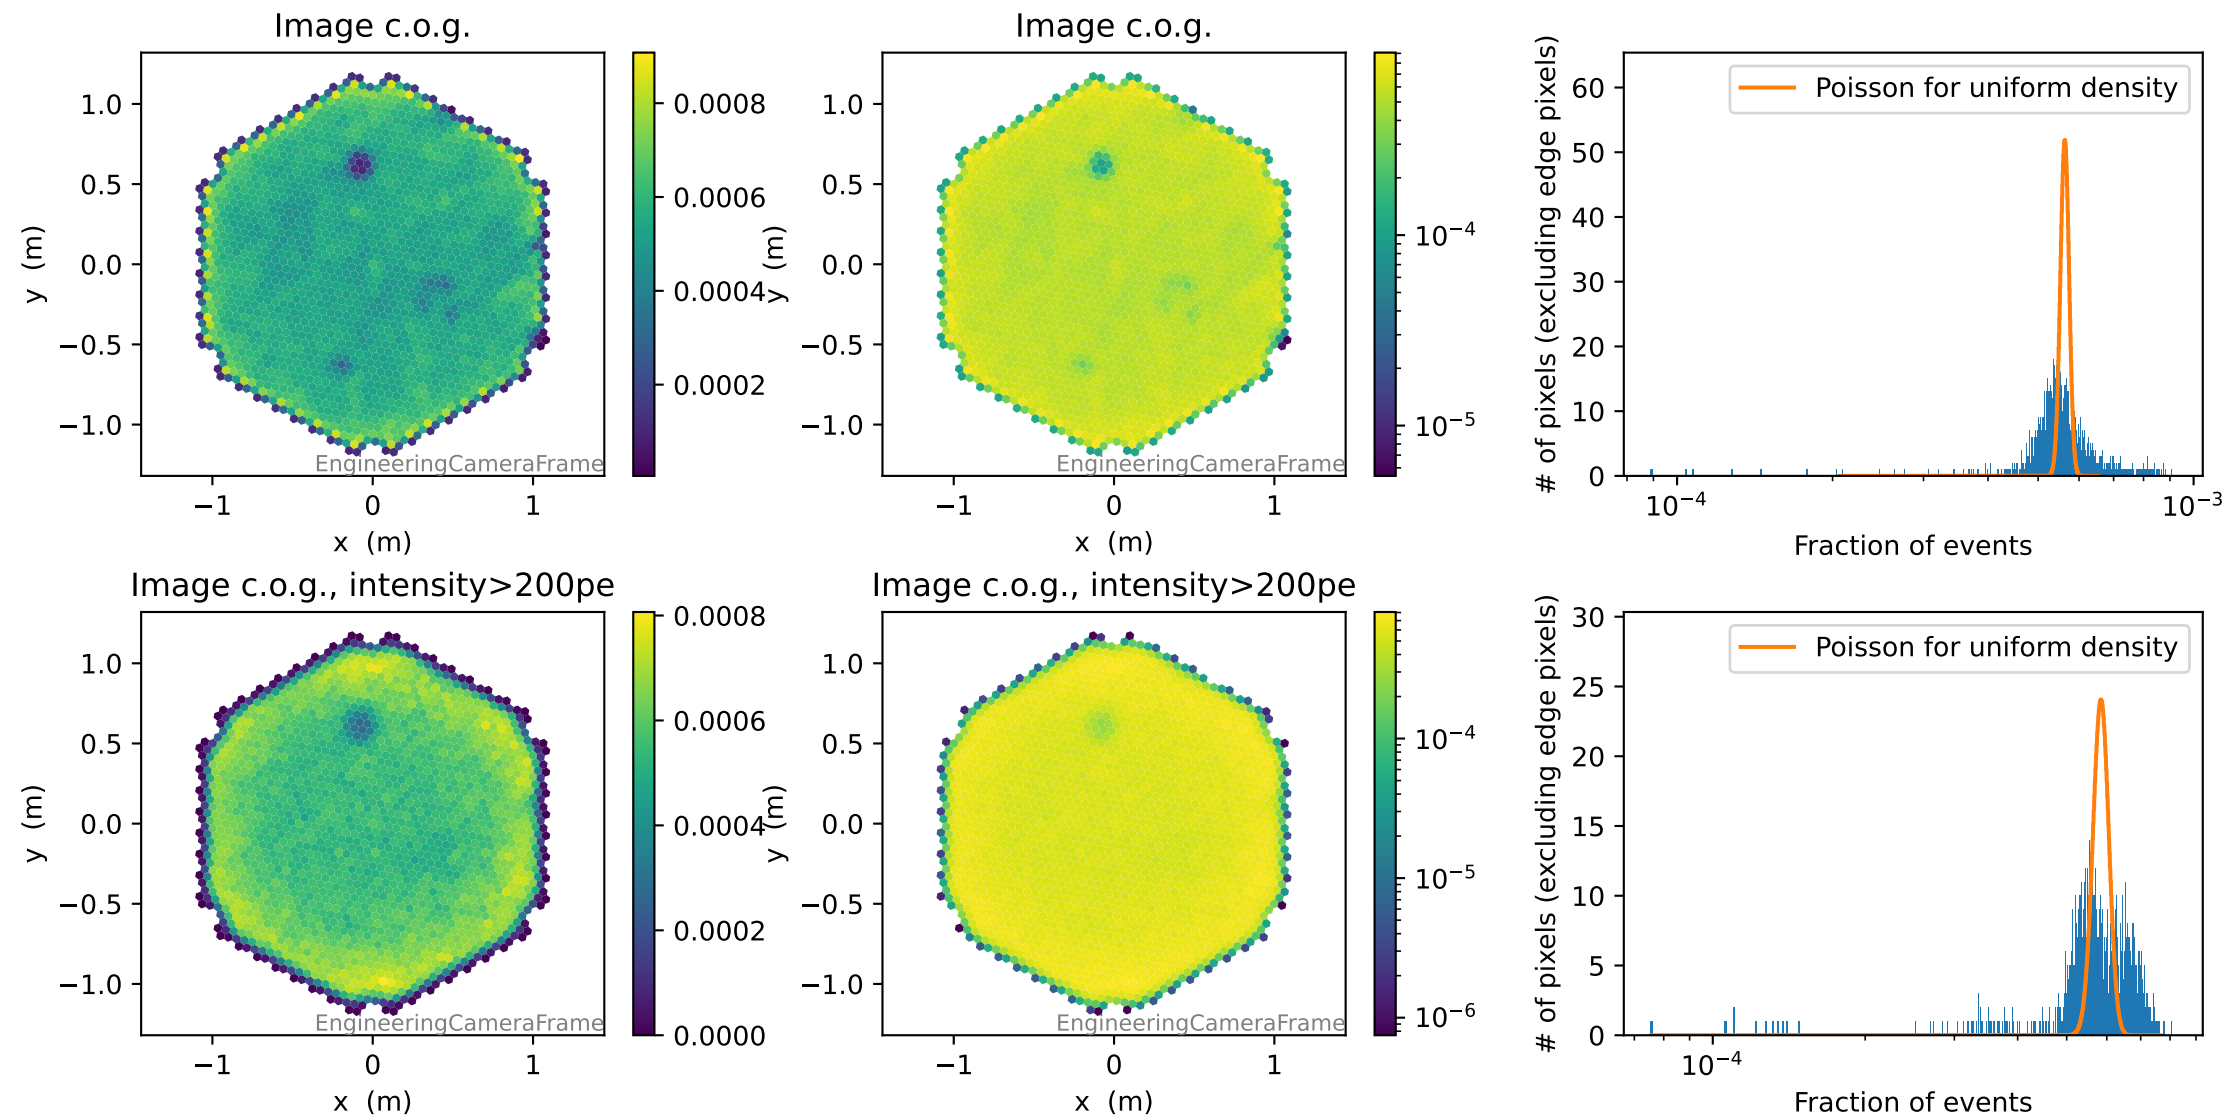 Image c.o.g.
y (m)
1.0
0.5
0.0
−0.5
−1.0
EngineeringCameraFrame
−1 0 1
x (m)
0.0008
0.0006
0.0004
0.0002
Image c.o.g.
y (m)
1.0
0.5
0.0
−0.5
−1.0
EngineeringCameraFrame
−1 0 1
x (m)
10⁻⁴
10⁻⁵
# of pixels (excluding edge pixels)
60
50
40
30
20
10
0
Poisson for uniform density
10⁻⁴ 10⁻³
Fraction of events
Image c.o.g., intensity>200pe
y (m)
1.0
0.5
0.0
−0.5
−1.0
EngineeringCameraFrame
−1 0 1
x (m)
0.0008
0.0006
0.0004
0.0002
0.0000
Image c.o.g., intensity>200pe
y (m)
1.0
0.5
0.0
−0.5
−1.0
EngineeringCameraFrame
−1 0 1
x (m)
10⁻⁴
10⁻⁵
10⁻⁶
# of pixels (excluding edge pixels)
30
25
20
15
10
5
0
Poisson for uniform density
10⁻⁴
Fraction of events